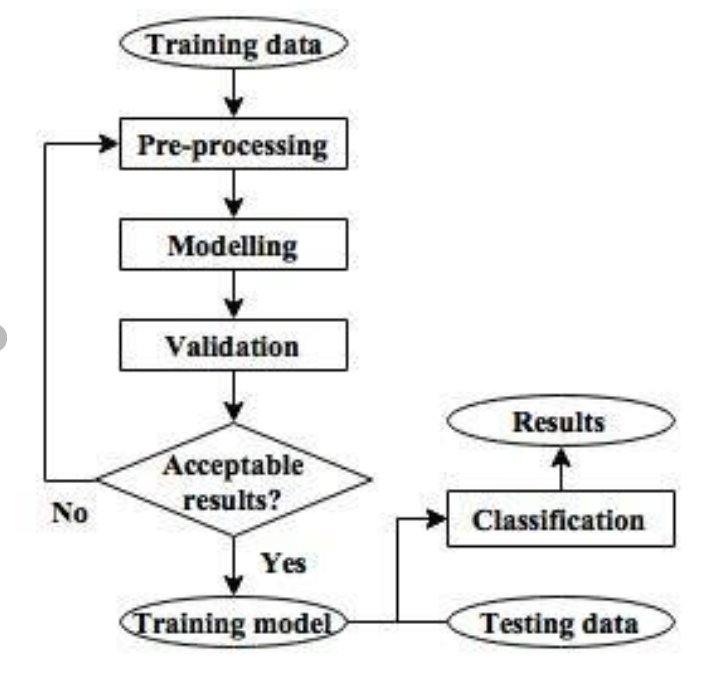 Training data
Pre-processing
Modelling
Validation
Acceptable
results?
No
Yes
Training model
Results
Classification
Testing data